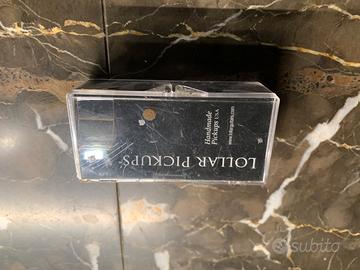 LOLLAR PICKUPS
Handmade
Pickups USA
www.lollarguitars.com
subito